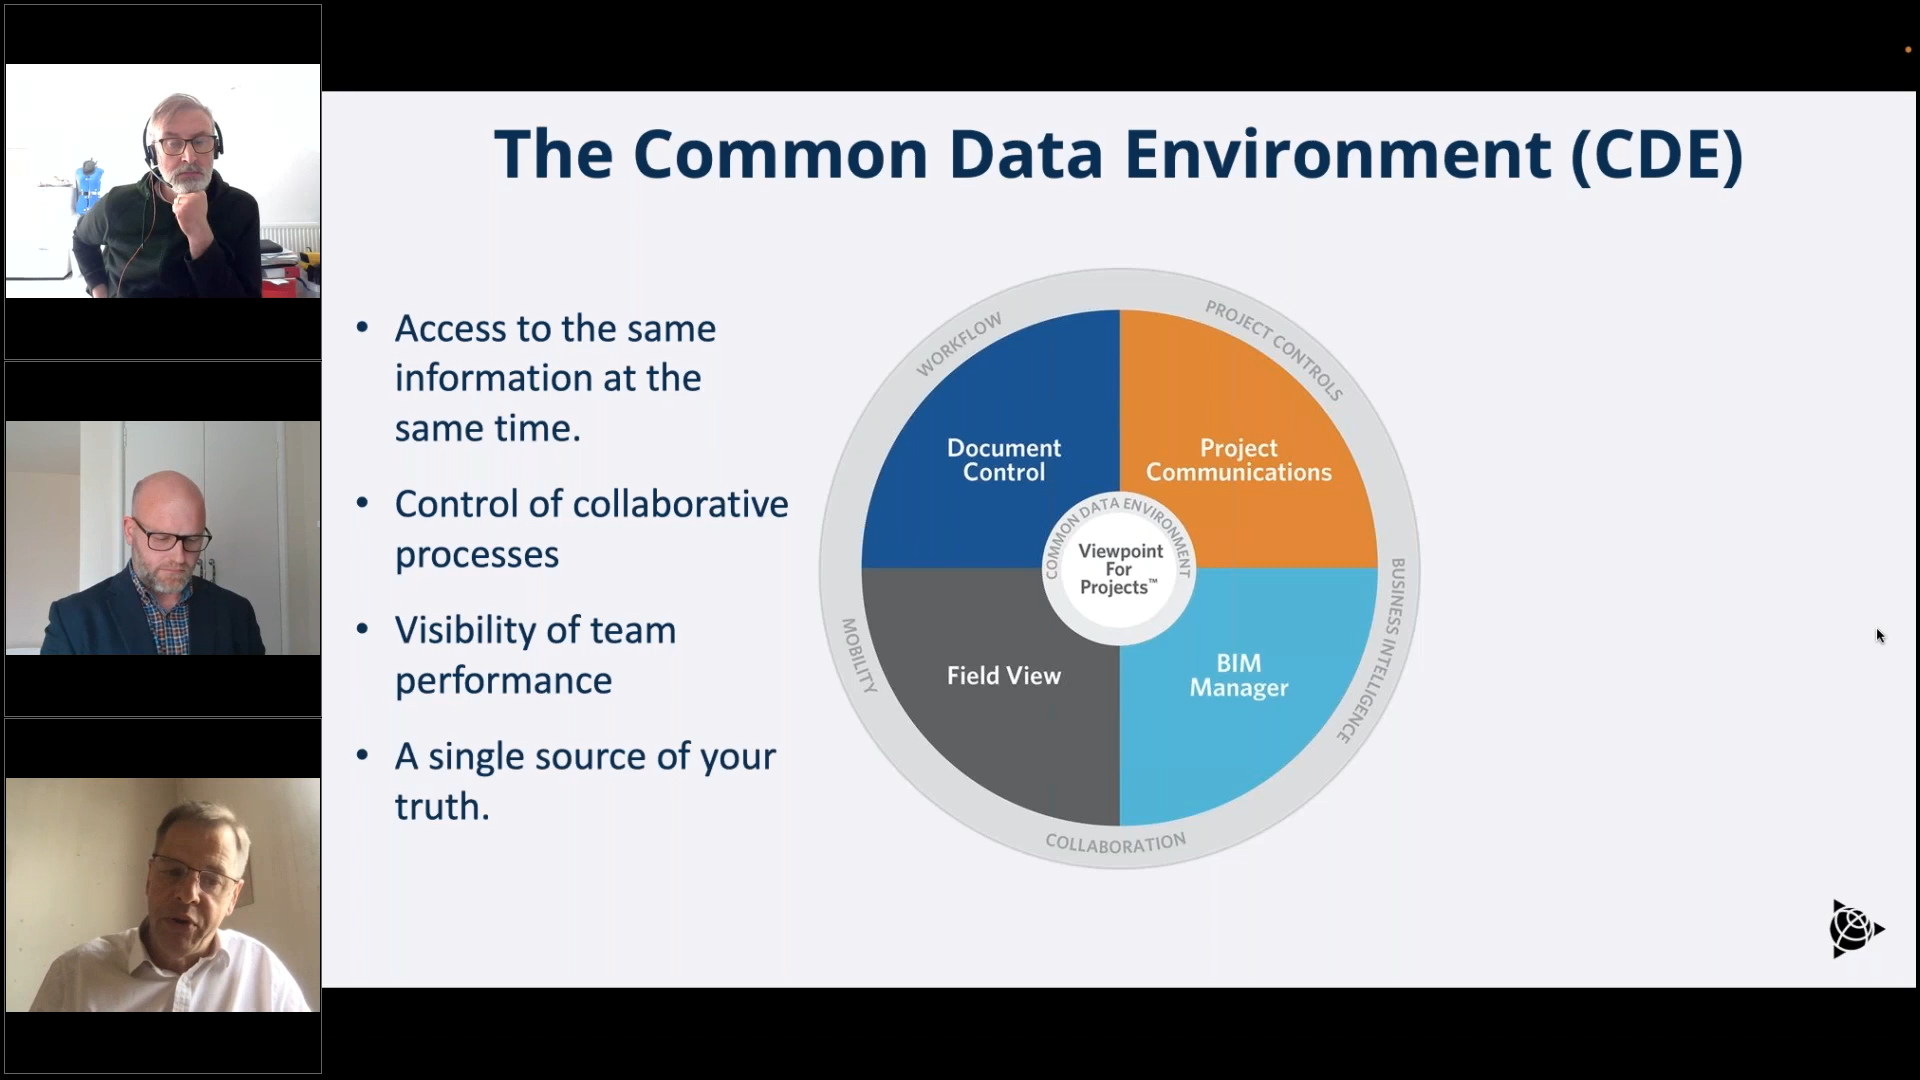 The Common Data Environment (CDE)
• Access to the same
information at the
same time.
• Control of collaborative
processes
• Visibility of team
performance
• A single source of your
truth.
WORKFLOW
PROJECT CONTROLS
BUSINESS INTELLIGENCE
COLLABORATION
MOBILITY
Document
Control
Project
Communications
COMMON DATA ENVIRONMENT
Viewpoint
For
Projects™
Field View
BIM
Manager